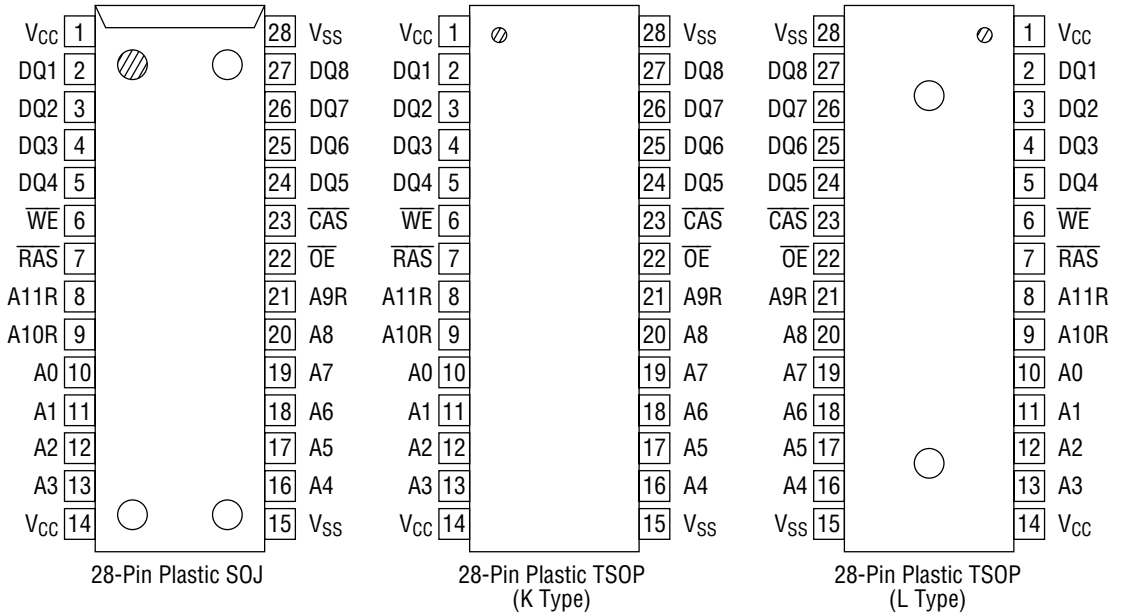 VCC 1 28 VSS VCC 1 28 VSS VSS 28 1 VCC
DQ1 2 27 DQ8 DQ1 2 27 DQ8 DQ8 27 2 DQ1
DQ2 3 26 DQ7 DQ2 3 26 DQ7 DQ7 26 3 DQ2
DQ3 4 25 DQ6 DQ3 4 25 DQ6 DQ6 25 4 DQ3
DQ4 5 24 DQ5 DQ4 5 24 DQ5 DQ5 24 5 DQ4
WE 6 23 CAS WE 6 23 CAS CAS 23 6 WE
RAS 7 22 OE RAS 7 22 OE OE 22 7 RAS
A11R 8 21 A9R A11R 8 21 A9R A9R 21 8 A11R
A10R 9 20 A8 A10R 9 20 A8 A8 20 9 A10R
A0 10 19 A7 A0 10 19 A7 A7 19 10 A0
A1 11 18 A6 A1 11 18 A6 A6 18 11 A1
A2 12 17 A5 A2 12 17 A5 A5 17 12 A2
A3 13 16 A4 A3 13 16 A4 A4 16 13 A3
VCC 14 15 VSS VCC 14 15 VSS VSS 15 14 VCC
28-Pin Plastic SOJ 28-Pin Plastic TSOP 28-Pin Plastic TSOP
(K Type) (L Type)